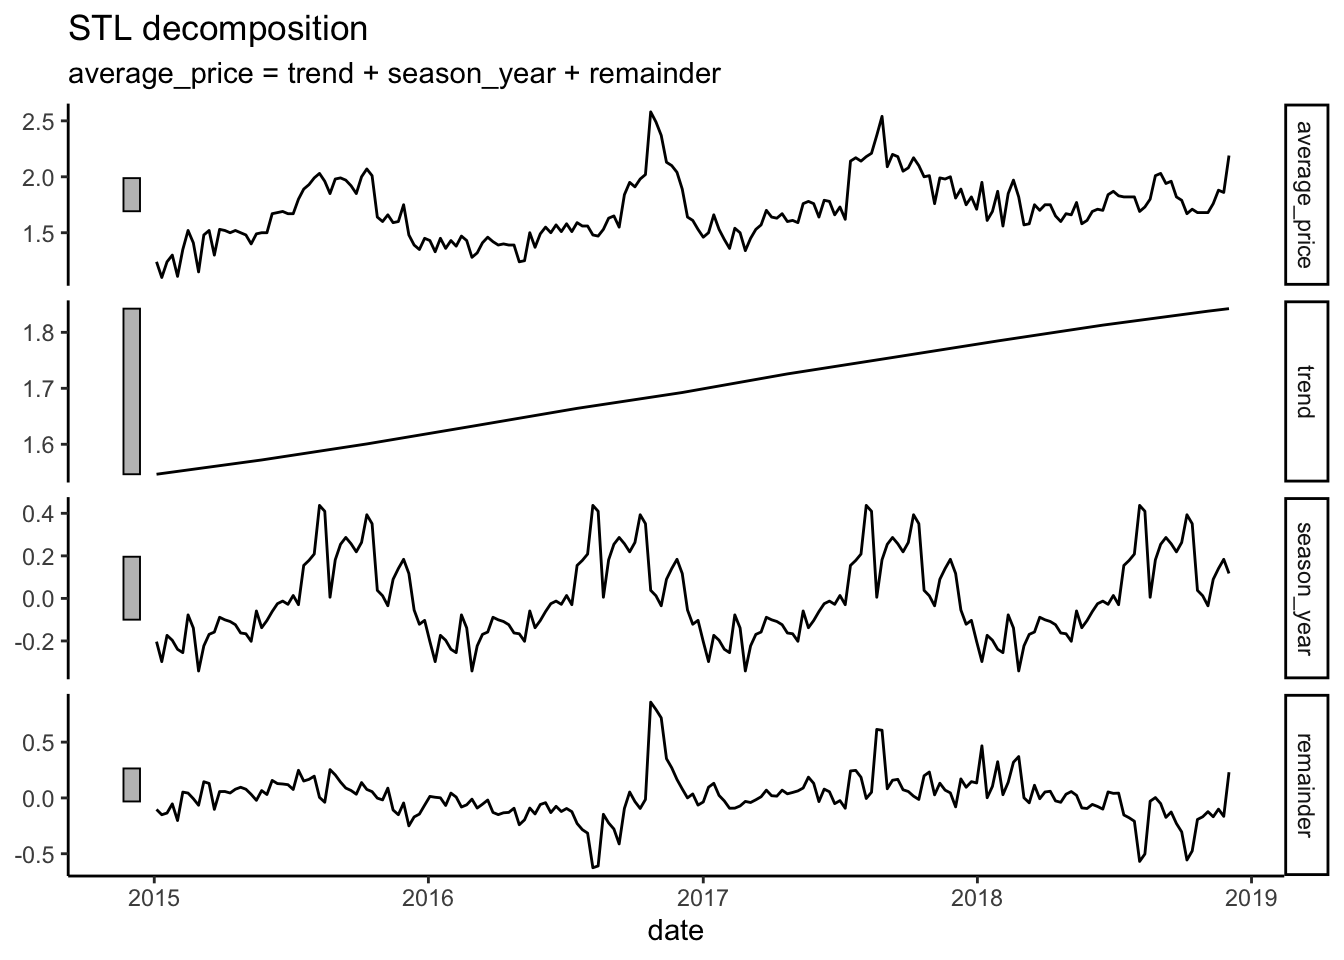 STL decomposition
average_price = trend + season_year + remainder
2.5
2.0
1.5
average_price
1.8
1.7
1.6
trend
0.4
0.2
0.0
-0.2
season_year
0.5
0.0
-0.5
remainder
2015 2016 2017 2018 2019
date